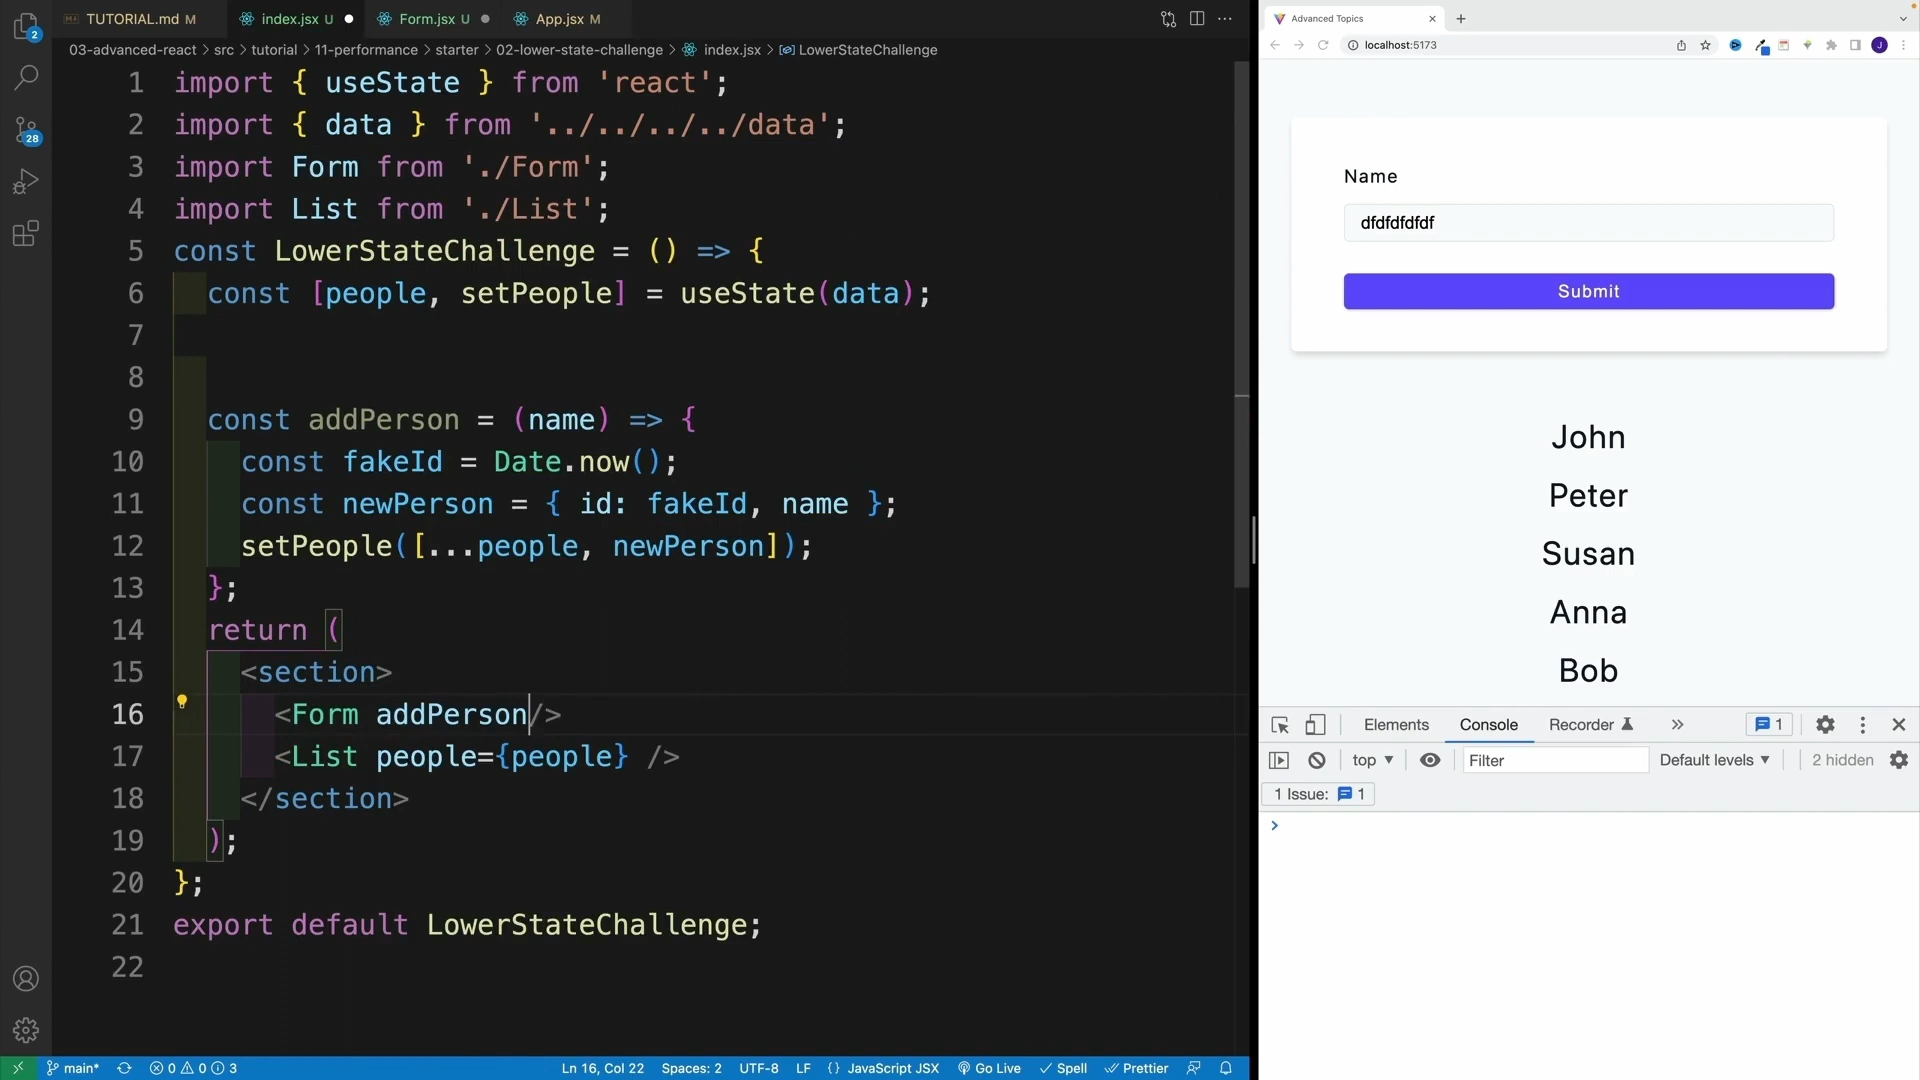 TUTORIAL.md M
index.jsx U
Form.jsx U
App.jsx M
03-advanced-react > src > tutorial > 11-performance > starter > 02-lower-state-challenge > index.jsx > LowerStateChallenge
1 import { useState } from 'react';
2 import { data } from '../../../../data';
3 import Form from './Form';
4 import List from './List';
5 const LowerStateChallenge = () => {
6 const [people, setPeople] = useState(data);
7
8
9 const addPerson = (name) => {
10 const fakeId = Date.now();
11 const newPerson = { id: fakeId, name };
12 setPeople([...people, newPerson]);
13 };
14 return (
15 <section>
16 <Form addPerson/>
17 <List people={people} />
18 </section>
19 );
20 };
21 export default LowerStateChallenge;
22
2
28
main*
0 0 3
Ln 16, Col 22
Spaces: 2
UTF-8
LF
{} JavaScript JSX
Go Live
Spell
Prettier
Advanced Topics
localhost:5173
J
Name
dfdfdfdfdf
Submit
John
Peter
Susan
Anna
Bob
Elements
Console
Recorder
1
top
Filter
Default levels
2 hidden
1 Issue: 1